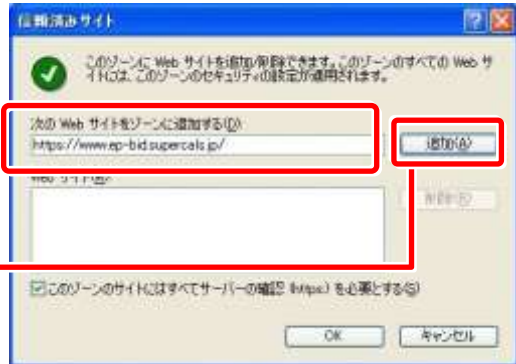 信頼済みサイト
このゾーンに Web サイトを追加/削除できます。このゾーンのすべての Web サ
イトには、このゾーンのセキュリティの設定が適用されます。
次の Web サイトをゾーンに追加する(D):
https://www.ep-bid.supercals.jp/
追加(A)
Web サイト(W):
削除(R)
このゾーンのサイトにはすべてサーバーの確認 (https:) を必要とする(S)
OK
キャンセル